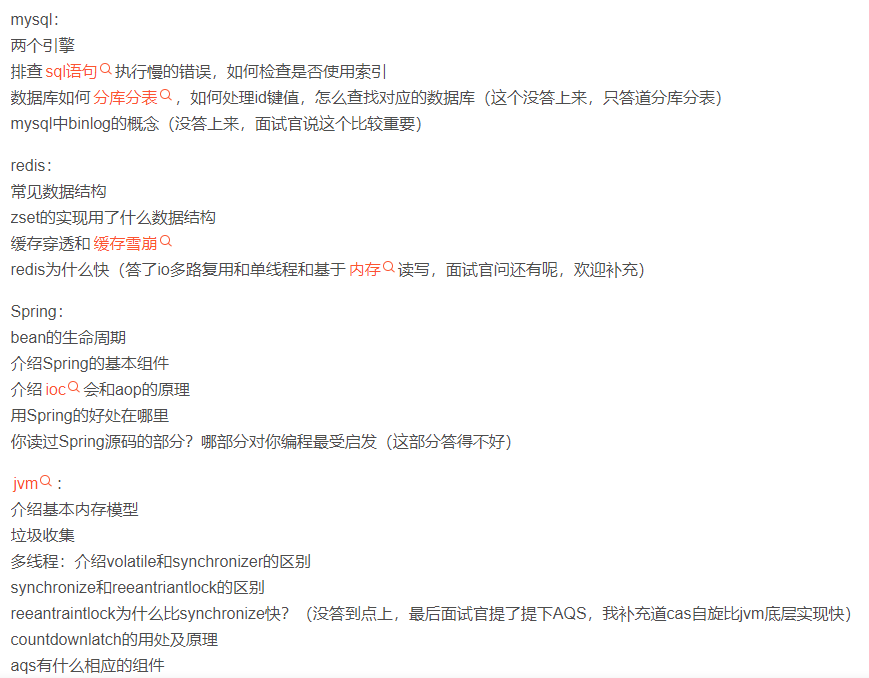 mysql：
两个引擎
排查 sql语句 执行慢的错误，如何检查是否使用索引
数据库如何 分库分表 ，如何处理id键值，怎么查找对应的数据库（这个没答上来，只答道分库分表）
mysql中binlog的概念（没答上来，面试官说这个比较重要）
redis：
常见数据结构
zset的实现用了什么数据结构
缓存穿透和 缓存雪崩
redis为什么快（答了io多路复用和单线程和基于 内存 读写，面试官问还有呢，欢迎补充）
Spring：
bean的生命周期
介绍Spring的基本组件
介绍 ioc 会和aop的原理
用Spring的好处在哪里
你读过Spring源码的部分？哪部分对你编程最受启发（这部分答得不好）
jvm ：
介绍基本内存模型
垃圾收集
多线程：介绍volatile和synchronizer的区别
synchronize和reeantriantlock的区别
reeantraintlock为什么比synchronize快？（没答到点上，最后面试官提了提下AQS，我补充道cas自旋比jvm底层实现快）
countdownlatch的用处及原理
aqs有什么相应的组件